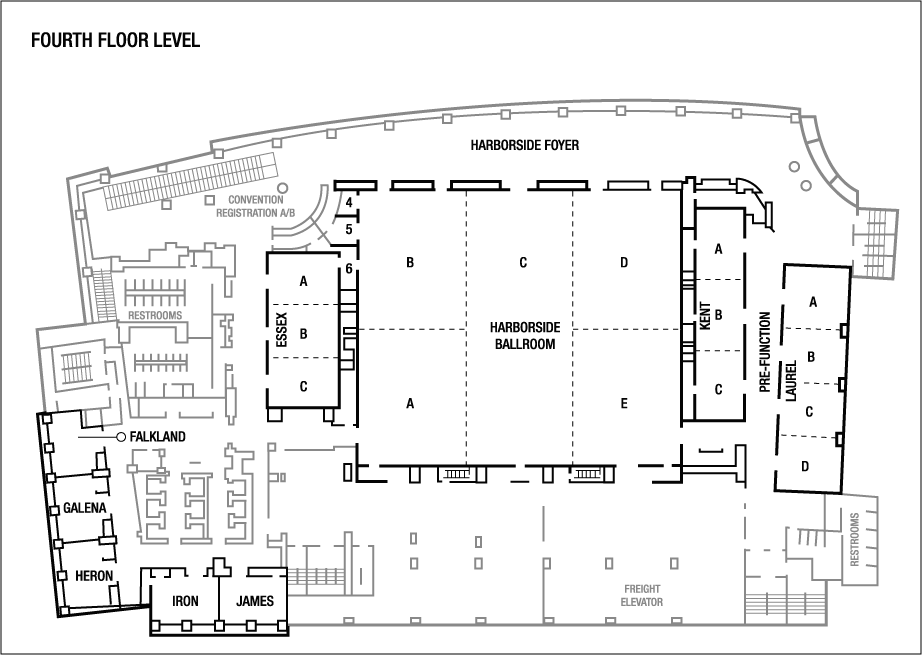 FOURTH FLOOR LEVEL
HARBORSIDE FOYER
CONVENTION
REGISTRATION A/B
4
5
6
B
C
D
A
A
A
RESTROOMS
ESSEX
B
HARBORSIDE
BALLROOM
KENT
B
PRE-FUNCTION
LAUREL
B
C
A
E
C
C
FALKLAND
D
GALENA
RESTROOMS
HERON
IRON
JAMES
FREIGHT
ELEVATOR